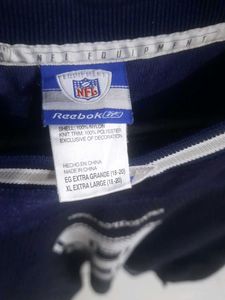 NFL EQUIPMENT
EQUIPMENT
NFL
Reebok
SHELL: 100% NYLON
KNIT TRIM: 100% POLYESTER
EXCLUSIVE OF DECORATION
HECHO EN CHINA
MADE IN CHINA
EG EXTRA GRANDE (18-20)
XL EXTRA LARGE (18-20)